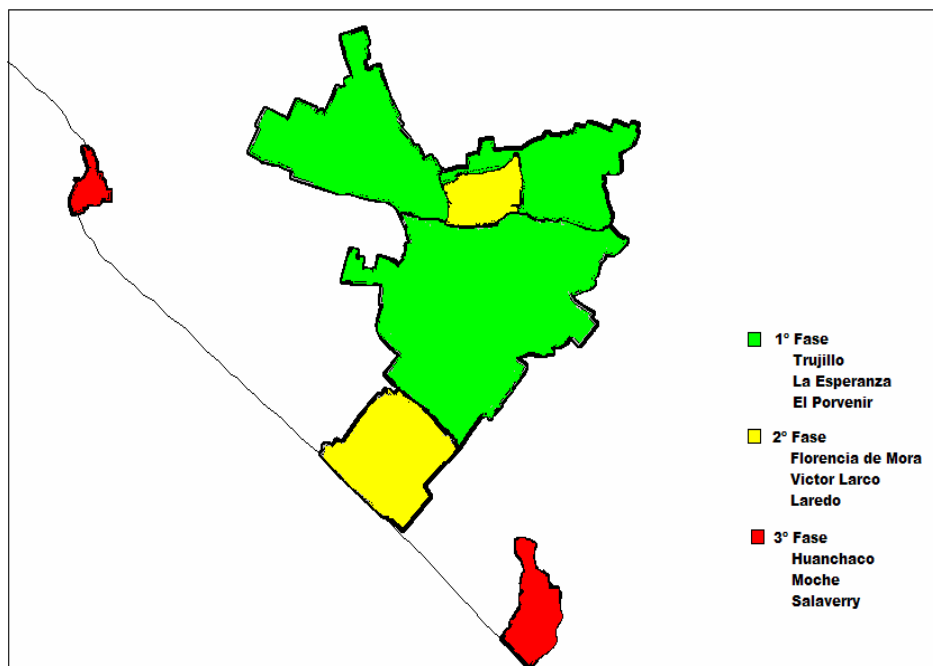 1° Fase
Trujillo
La Esperanza
El Porvenir
2° Fase
Florencia de Mora
Victor Larco
Laredo
3° Fase
Huanchaco
Moche
Salaverry